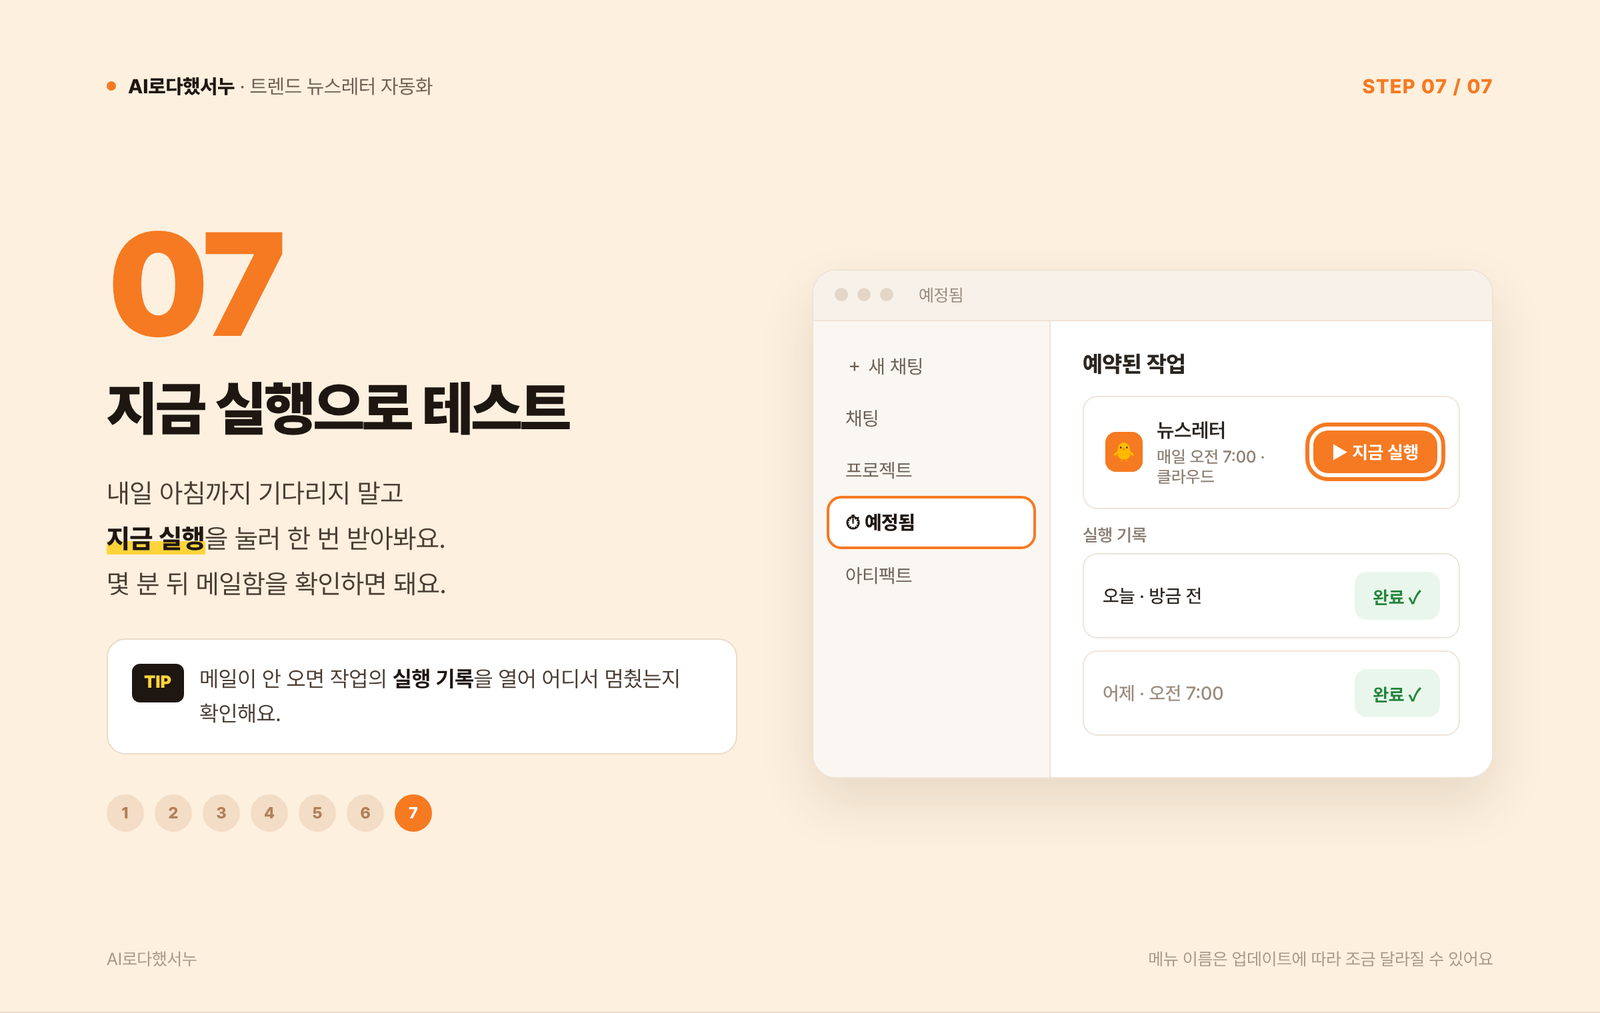 AI로다했서누 · 트렌드 뉴스레터 자동화
STEP 07 / 07
07
지금 실행으로 테스트
내일 아침까지 기다리지 말고
지금 실행을 눌러 한 번 받아봐요.
몇 분 뒤 메일함을 확인하면 돼요.
TIP
메일이 안 오면 작업의 실행 기록을 열어 어디서 멈췄는지
확인해요.
1 2 3 4 5 6 7
예정됨
+ 새 채팅
채팅
프로젝트
⏱ 예정됨
아티팩트
예약된 작업
뉴스레터
매일 오전 7:00 ·
클라우드
▶ 지금 실행
실행 기록
오늘 · 방금 전
완료 ✓
어제 · 오전 7:00
완료 ✓
AI로다했서누
메뉴 이름은 업데이트에 따라 조금 달라질 수 있어요